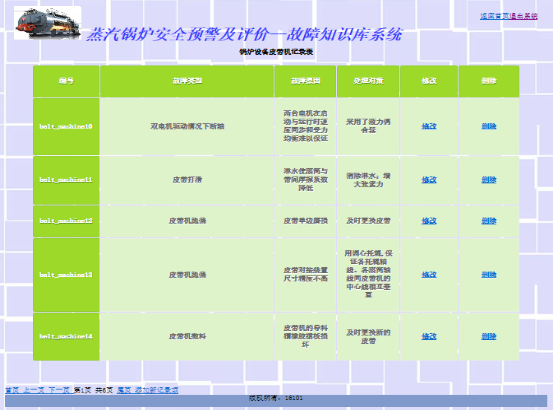 返回首页退出系统
蒸汽锅炉安全预警及评价—故障知识库系统
锅炉设备皮带机记录表
编号 故障类型 故障原因 处理对策 修改 删除
belt_machine10 双电机驱动情况下断轴 两台电机在启动与运行时速度同步和受力均衡难以保证 采用了液力偶合器 修改 删除
belt_machine11 皮带打滑 淋水使滚筒与带间摩擦系数降低 消除淋水,增大张紧力 修改 删除
belt_machine12 皮带机跑偏 皮带单边磨损 及时更换皮带 修改 删除
belt_machine13 皮带机跑偏 皮带对接位置尺寸精度不高 用调心托辊,保证各托辊轴线、各滚筒轴线同皮带机的中心线相互垂直 修改 删除
belt_machine14 皮带机撒料 皮带机的导料槽橡胶裙板损坏 及时更换新的皮带 修改 删除
首页 上一页 下一页 第1页 共6页 尾页 添加新记录项
版权所有:16101